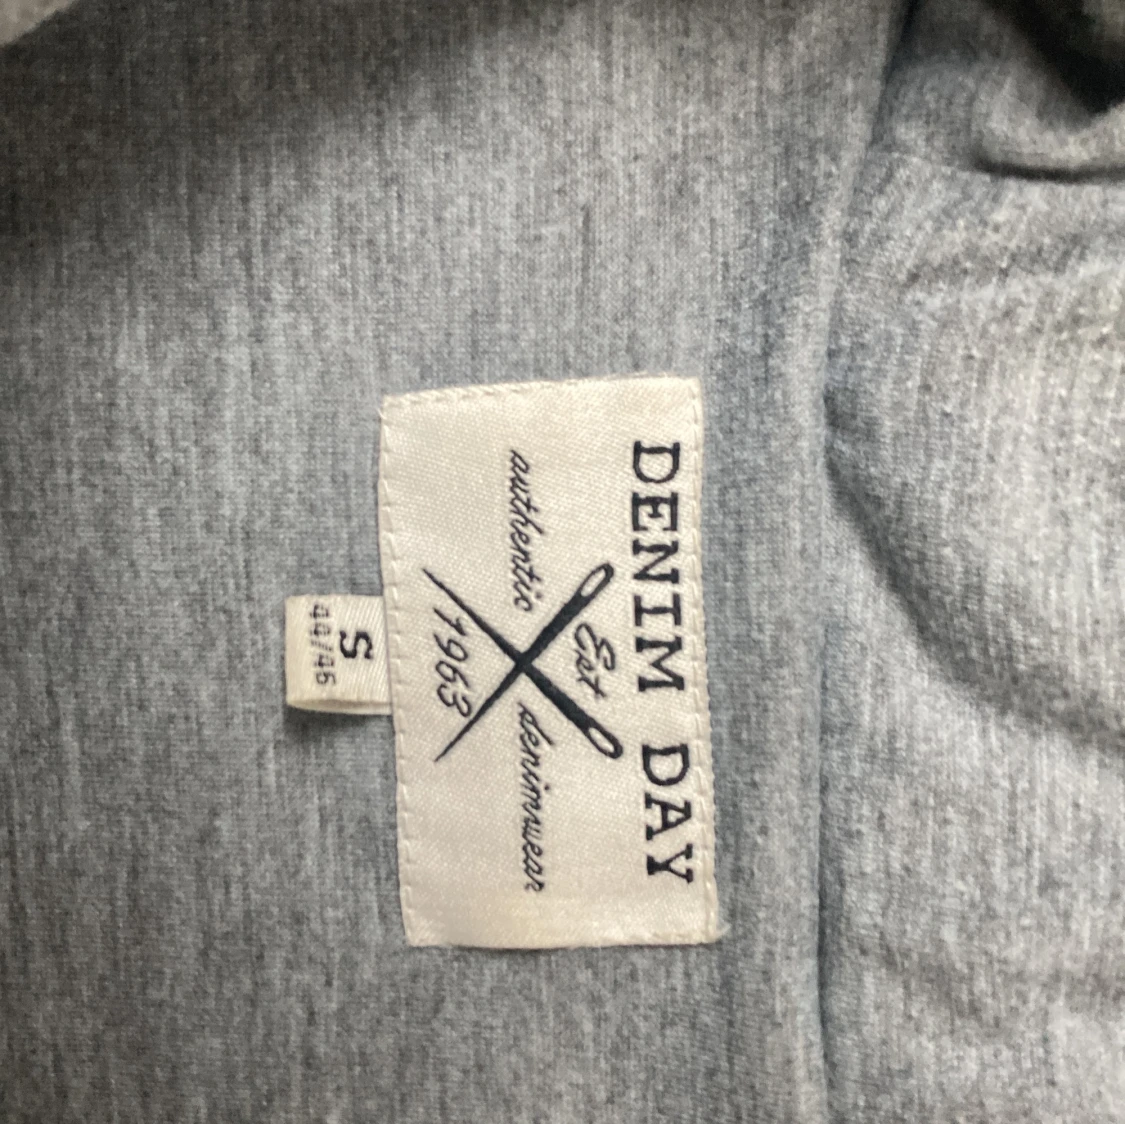 DENIM DAY
Est
authentic denimwear
1963
S
44/46